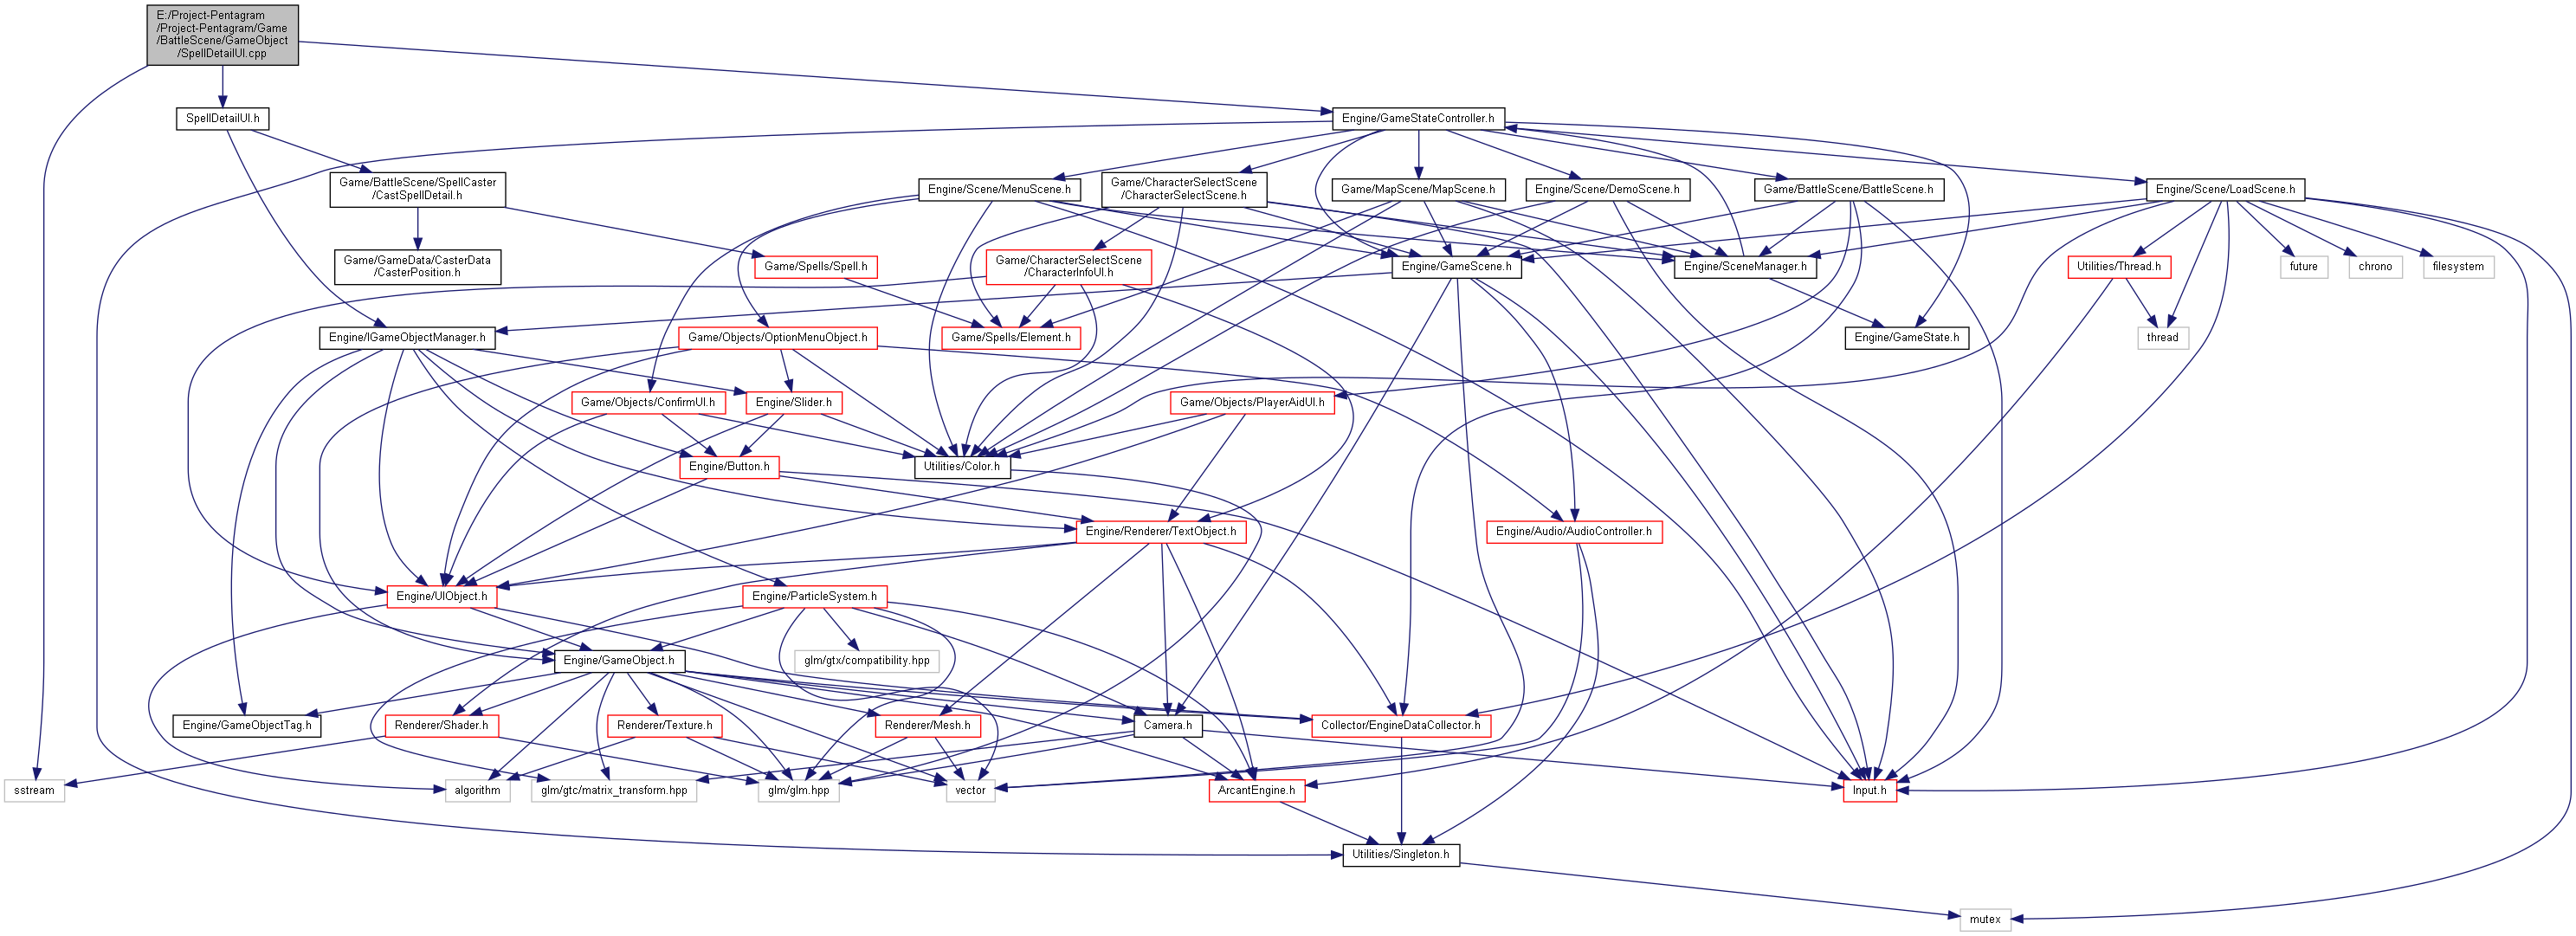 E:/Project-Pentagram
/Project-Pentagram/Game
/BattleScene/GameObject
/SpellDetailUI.cpp
SpellDetailUI.h
Engine/GameStateController.h
Game/BattleScene/SpellCaster
/CastSpellDetail.h
Engine/Scene/MenuScene.h
Game/CharacterSelectScene
/CharacterSelectScene.h
Game/MapScene/MapScene.h
Engine/Scene/DemoScene.h
Game/BattleScene/BattleScene.h
Engine/Scene/LoadScene.h
Game/GameData/CasterData
/CasterPosition.h
Game/Spells/Spell.h
Game/CharacterSelectScene
/CharacterInfoUI.h
Engine/GameScene.h
Engine/SceneManager.h
Utilities/Thread.h
future
chrono
filesystem
Engine/IGameObjectManager.h
Game/Objects/OptionMenuObject.h
Game/Spells/Element.h
Engine/GameState.h
thread
Game/Objects/ConfirmUI.h
Engine/Slider.h
Game/Objects/PlayerAidUI.h
Engine/Button.h
Utilities/Color.h
Engine/Renderer/TextObject.h
Engine/Audio/AudioController.h
Engine/UIObject.h
Engine/ParticleSystem.h
Engine/GameObject.h
glm/gtx/compatibility.hpp
Engine/GameObjectTag.h
Renderer/Shader.h
Renderer/Texture.h
Renderer/Mesh.h
Camera.h
Collector/EngineDataCollector.h
sstream
algorithm
glm/gtc/matrix_transform.hpp
glm/glm.hpp
vector
ArcantEngine.h
Input.h
Utilities/Singleton.h
mutex